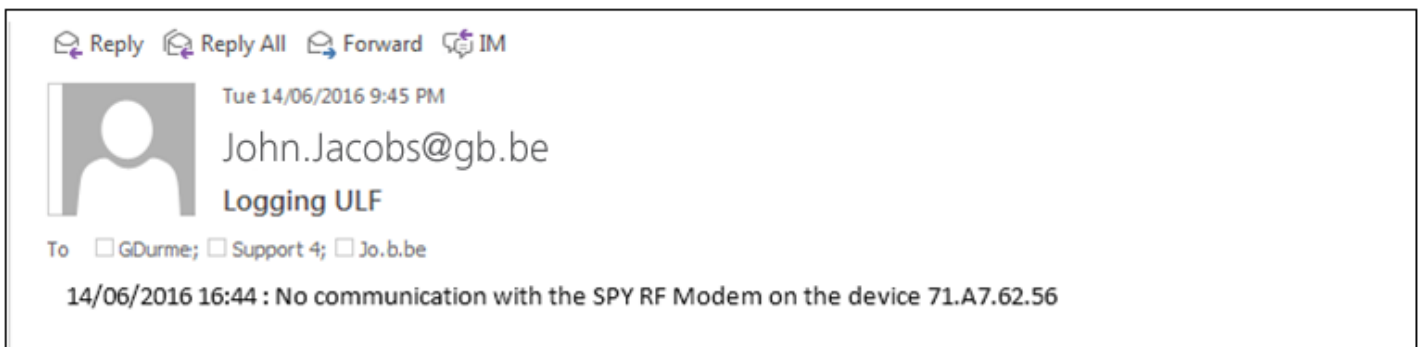 Reply Reply All Forward IM
Tue 14/06/2016 9:45 PM
John.Jacobs@gb.be
Logging ULF
To GDurme; Support 4; Jo.b.be
14/06/2016 16:44 : No communication with the SPY RF Modem on the device 71.A7.62.56